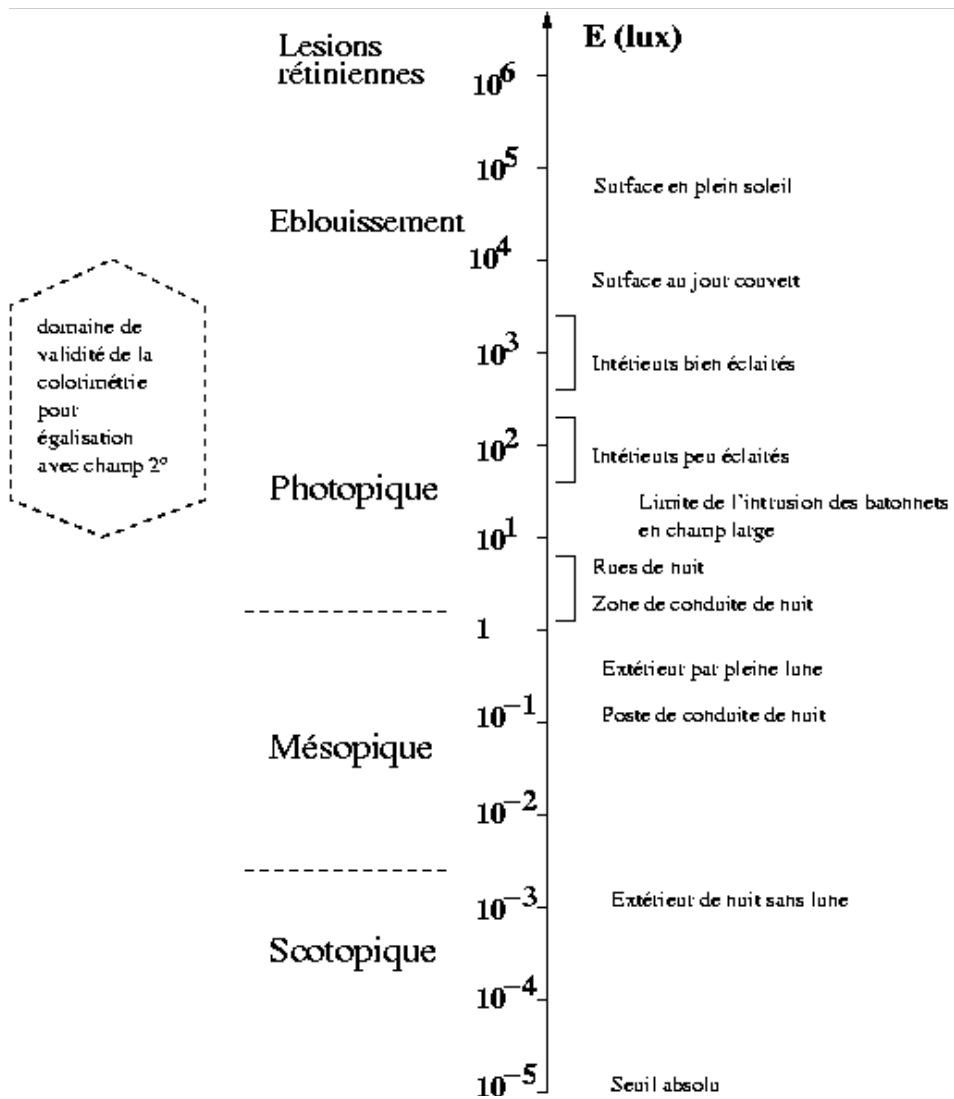 E (lux)
Lesions
rétiniennes
10^6
10^5
Surface en plein soleil
Eblouissement
10^4
Surface au jour couvert
domaine de
validité de la
colorimétrie
pour
égalisation
avec champ 2°
10^3
Intérieurs bien éclairés
10^2
Intérieurs peu éclairés
Photopique
Limite de l'intrusion des batonnets
en champ large
10^1
Rues de nuit
Zone de conduite de nuit
1
Extérieur par pleine lune
10^−1
Poste de conduite de nuit
Mésopique
10^−2
10^−3
Extérieur de nuit sans lune
Scotopique
10^−4
10^−5
Seuil absolu